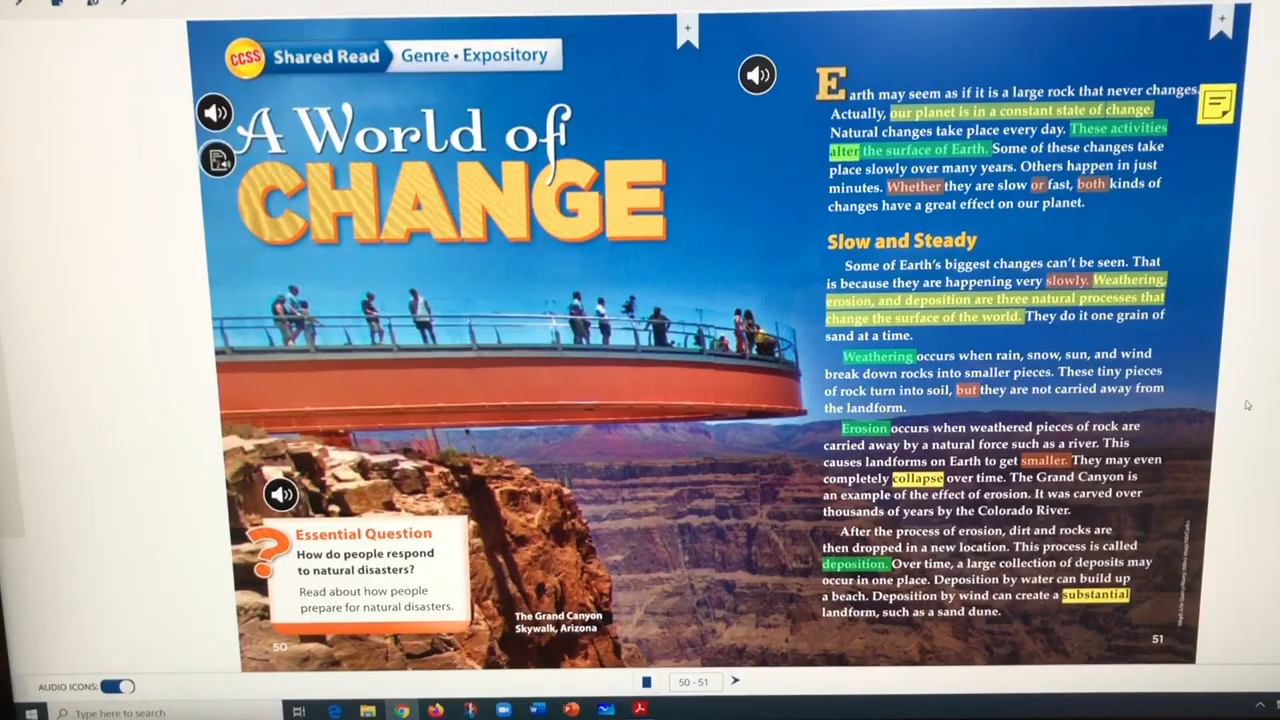 CCSS Shared Read Genre • Expository
A World of
CHANGE
Essential Question
How do people respond
to natural disasters?
Read about how people
prepare for natural disasters.
The Grand Canyon
Skywalk, Arizona
50
Earth may seem as if it is a large rock that never changes.
Actually, our planet is in a constant state of change.
Natural changes take place every day. These activities
alter the surface of Earth. Some of these changes take
place slowly over many years. Others happen in just
minutes. Whether they are slow or fast, both kinds of
changes have a great effect on our planet.
Slow and Steady
Some of Earth's biggest changes can't be seen. That
is because they are happening very slowly. Weathering,
erosion, and deposition are three natural processes that
change the surface of the world. They do it one grain of
sand at a time.
Weathering occurs when rain, snow, sun, and wind
break down rocks into smaller pieces. These tiny pieces
of rock turn into soil, but they are not carried away from
the landform.
Erosion occurs when weathered pieces of rock are
carried away by a natural force such as a river. This
causes landforms on Earth to get smaller. They may even
completely collapse over time. The Grand Canyon is
an example of the effect of erosion. It was carved over
thousands of years by the Colorado River.
After the process of erosion, dirt and rocks are
then dropped in a new location. This process is called
deposition. Over time, a large collection of deposits may
occur in one place. Deposition by water can build up
a beach. Deposition by wind can create a substantial
landform, such as a sand dune.
51
AUDIO ICONS:
50 - 51
Type here to search